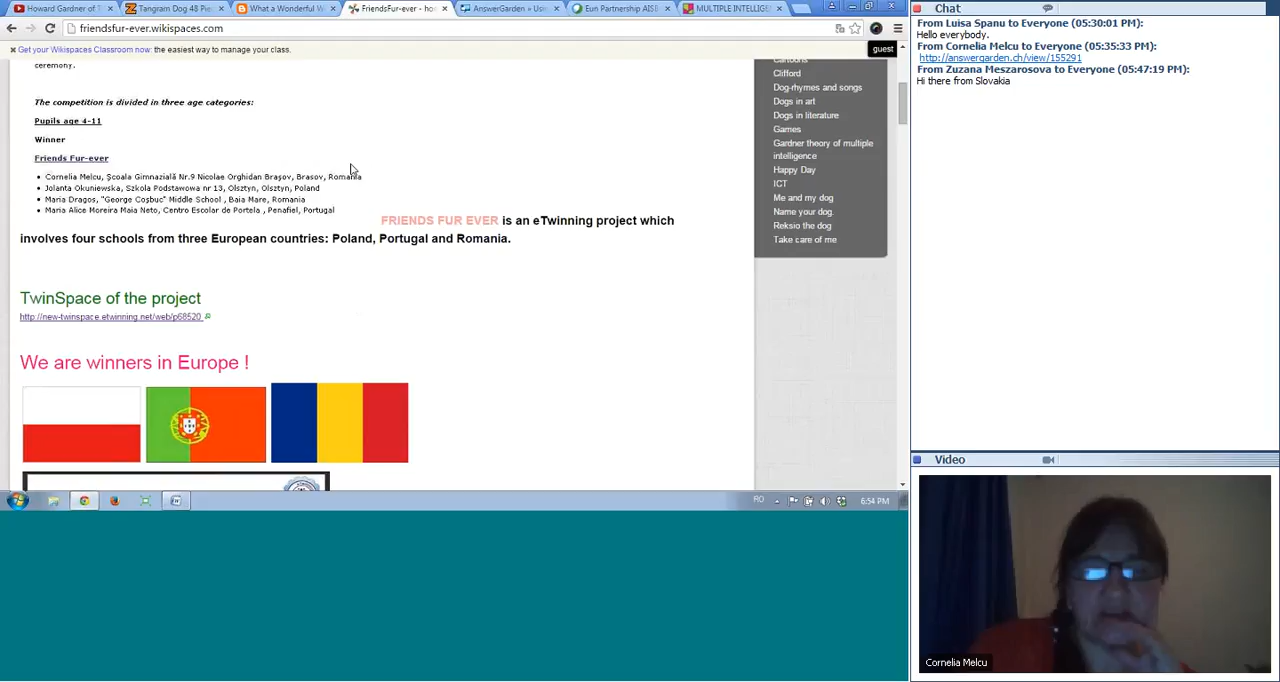 Howard Gardner of T
Tangram Dog 48 Pie
What a Wonderful W
FriendsFur-ever - ho
AnswerGarden » Use
Eun Partnership AISB
MULTIPLE INTELLIG
friendsfur-ever.wikispaces.com
Get your Wikispaces Classroom now: the easiest way to manage your class.
guest
ceremony.
The competition is divided in three age categories:
Pupils age 4-11
Winner
Friends Fur-ever
Cornelia Melcu, Şcoala Gimnazială Nr.9 Nicolae Orghidan Braşov, Brasov, Romania
Jolanta Okuniewska, Szkola Podstawowa nr 13, Olsztyn, Olsztyn, Poland
Maria Dragos, "George Coşbuc" Middle School , Baia Mare, Romania
Maria Alice Moreira Maia Neto, Centro Escolar de Portela , Penafiel, Portugal
FRIENDS FUR EVER is an eTwinning project which
involves four schools from three European countries: Poland, Portugal and Romania.
TwinSpace of the project
http://new-twinspace.etwinning.net/web/p68520
We are winners in Europe !
Cartoons
Clifford
Dog-rhymes and songs
Dogs in art
Dogs in literature
Games
Gardner theory of multiple
intelligence
Happy Day
ICT
Me and my dog
Name your dog.
Reksio the dog
Take care of me
RO
6:54 PM
Chat
From Luisa Spanu to Everyone (05:30:01 PM):
Hello everybody.
From Cornelia Melcu to Everyone (05:35:33 PM):
http://answergarden.ch/view/155291
From Zuzana Meszarosova to Everyone (05:47:19 PM):
Hi there from Slovakia
Video
Cornelia Melcu